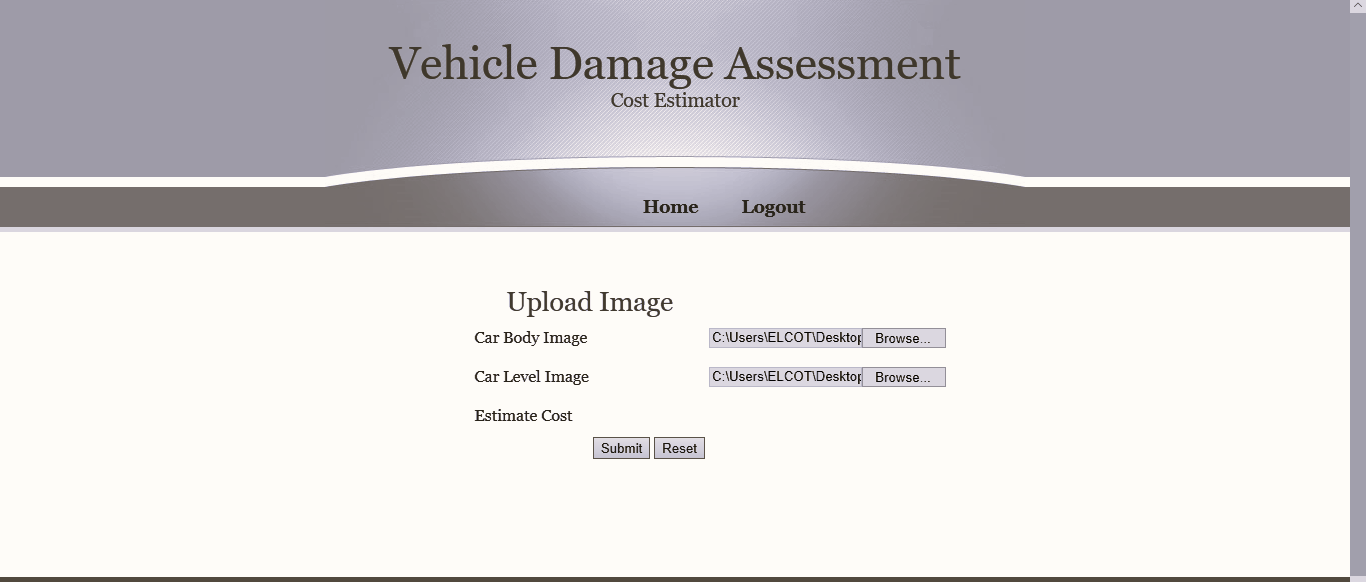 Vehicle Damage Assessment
Cost Estimator
Home Logout
Upload Image
Car Body Image C:\Users\ELCOT\Desktop Browse...
Car Level Image C:\Users\ELCOT\Desktop Browse...
Estimate Cost
Submit Reset